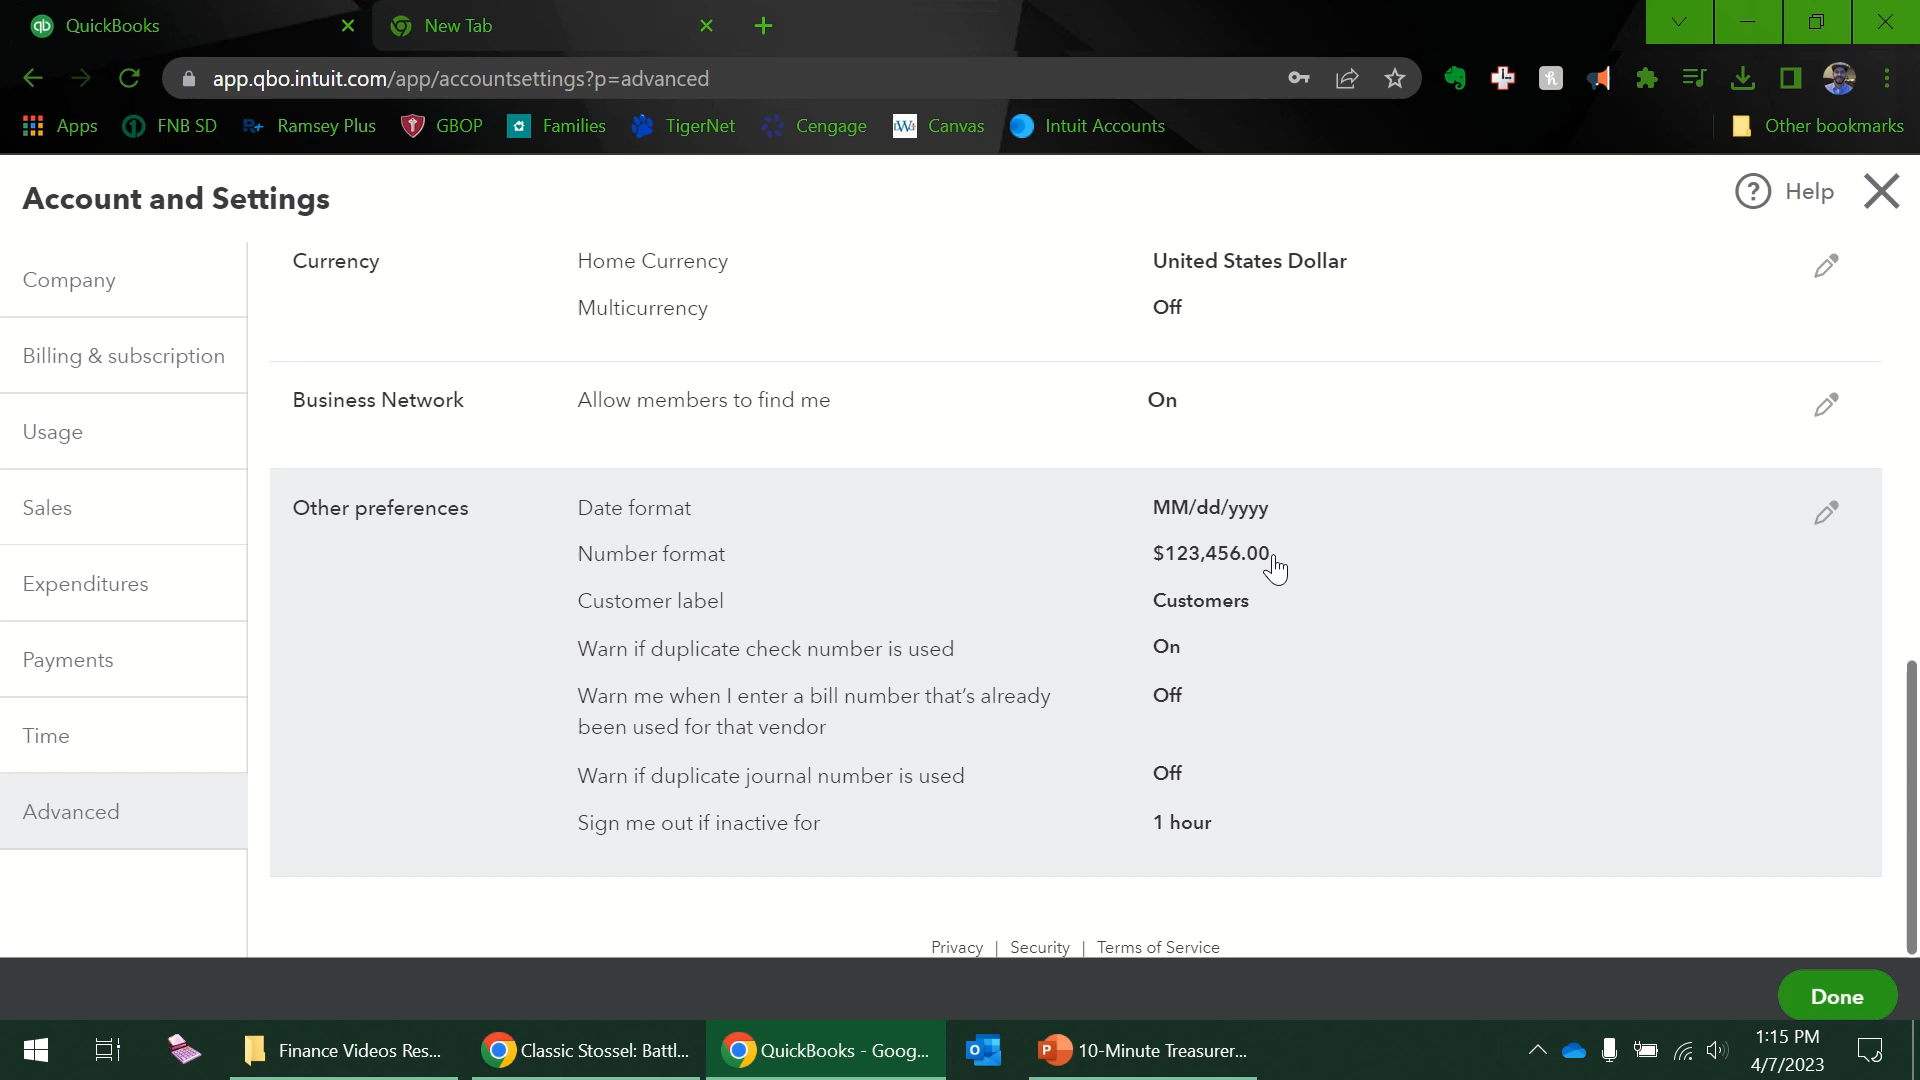 QuickBooks
New Tab
app.qbo.intuit.com/app/accountsettings?p=advanced
Apps
FNB SD
Ramsey Plus
GBOP
Families
TigerNet
Cengage
Canvas
Intuit Accounts
Other bookmarks
Account and Settings
Help
Company
Billing & subscription
Usage
Sales
Expenditures
Payments
Time
Advanced
Currency
Home Currency United States Dollar
Multicurrency Off
Business Network Allow members to find me On
Other preferences Date format MM/dd/yyyy
Number format $123,456.00
Customer label Customers
Warn if duplicate check number is used On
Warn me when I enter a bill number that's already Off
been used for that vendor
Warn if duplicate journal number is used Off
Sign me out if inactive for 1 hour
Privacy | Security | Terms of Service
Done
Finance Videos Res...
Classic Stossel: Battl...
QuickBooks - Goog...
10-Minute Treasurer...
1:15 PM
4/7/2023